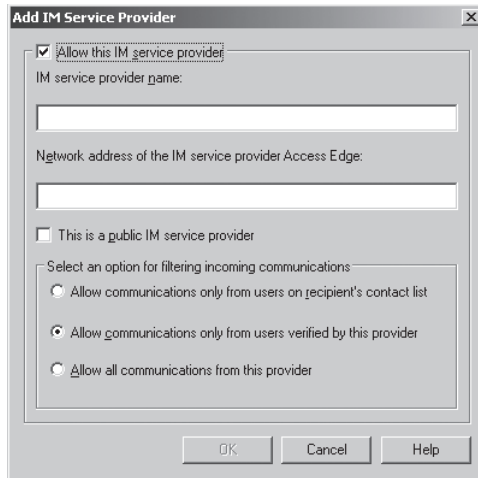 Add IM Service Provider
Allow this IM service provider
IM service provider name:
Network address of the IM service provider Access Edge:
This is a public IM service provider
Select an option for filtering incoming communications
Allow communications only from users on recipient's contact list
Allow communications only from users verified by this provider
Allow all communications from this provider
OK Cancel Help